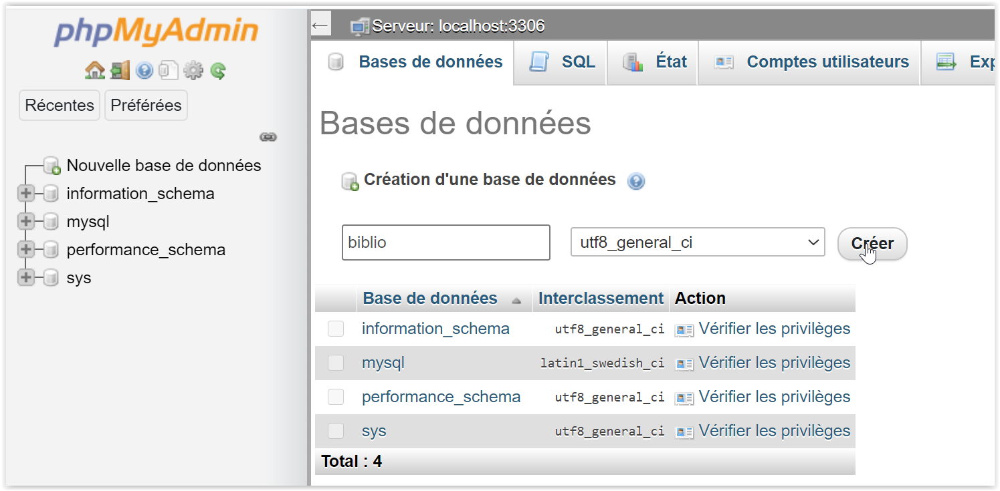 phpMyAdmin
Récentes Préférées
Nouvelle base de données
information_schema
mysql
performance_schema
sys
← Serveur: localhost:3306
Bases de données SQL État Comptes utilisateurs Exp
Bases de données
Création d'une base de données
biblio utf8_general_ci Créer
Base de données Interclassement Action
information_schema utf8_general_ci Vérifier les privilèges
mysql latin1_swedish_ci Vérifier les privilèges
performance_schema utf8_general_ci Vérifier les privilèges
sys utf8_general_ci Vérifier les privilèges
Total : 4